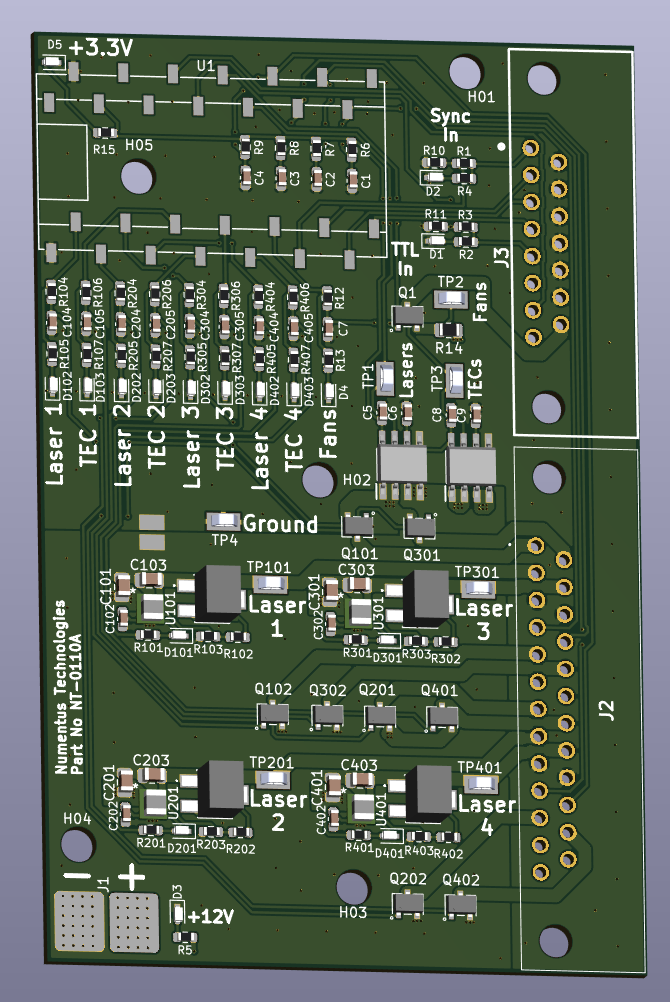 D5 +3.3V
U1
H01
R15 H05
R9 R8 R7 R6
C4 C3 C2 C1
Sync
In
R10 R1
D2 R4
R11 R3
D1 R2
TTL
In
J3
Q1 TP2 Fans
R14
R104 R106 R204 R206 R304 R306 R404 R406 R12
C104 C105 C204 C205 C304 C305 C404 C405 C7
R105 R107 R205 R207 R305 R307 R405 R407 R13
D102 D103 D202 D203 D302 D303 D402 D403 D4
Laser 1
TEC 1
Laser 2
TEC 2
Laser 3
TEC 3
Laser 4
TEC 4
Fans
TP1 Lasers TP3 TECs
C5 C6 C8 C9
H02
TP4 Ground
Q101 Q301
C101 C103 TP101 C301 C303 TP301
C102 U101 Laser C302 U301 Laser
1 3
R101 D101 R103 R102 R301 D301 R303 R302
Numentus Technologies
Part No NT-0110A
Q102 Q302 Q201 Q401
J2
C201 C203 TP201 C401 C403 TP401
C202 U201 Laser C402 U401 Laser
2 4
R201 D201 R203 R202 R401 D401 R403 R402
H04
− J1 + D3
+12V
R5
H03
Q202 Q402